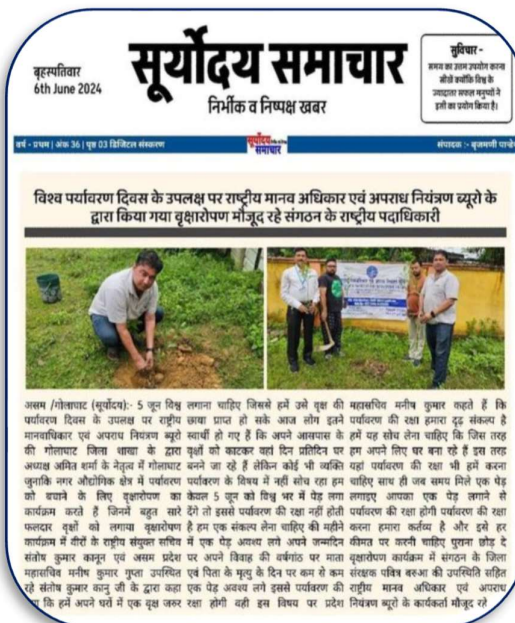 बृहस्पतिवार
6th June 2024
सूर्योदय समाचार
निर्भीक व निष्पक्ष खबर
सुविचार -
समय का उत्तम उपयोग करना
सीखें क्योंकि विश्व के
ज्यादातर सफल मनुष्यों ने
इसी का प्रयोग किया है।
वर्ष - प्रथम | अंक 36 | पृष्ठ 03 डिजिटल संस्करण
सूर्योदय
समाचार
संपादक :- बृजमणी पाण्डेय
विश्व पर्यावरण दिवस के उपलक्ष पर राष्ट्रीय मानव अधिकार एवं अपराध नियंत्रण ब्यूरो के
द्वारा किया गया वृक्षारोपण मौजूद रहे संगठन के राष्ट्रीय पदाधिकारी
असम /गोलाघाट (सूर्योदय):- 5 जून विश्व
पर्यावरण दिवस के उपलक्ष पर राष्ट्रीय
मानवाधिकार एवं अपराध नियंत्रण ब्यूरो
की गोलाघाट जिला शाखा के द्वारा
अध्यक्ष अमित शर्मा के नेतृत्व में गोलाघाट
जुनाकि नगर औद्योगिक क्षेत्र में पर्यावरण
को बचाने के लिए वृक्षारोपण का
कार्यक्रम करते हैं जिनमें बहुत सारे
फलदार वृक्षों को लगाया वृक्षारोपण
कार्यक्रम में वीरों के राष्ट्रीय संयुक्त सचिव
संतोष कुमार कानून एवं असम प्रदेश
महासचिव मनीष कुमार गुप्ता उपस्थित
रहे संतोष कुमार कानू जी के द्वारा कहा
गया कि हमें अपने घरों में एक वृक्ष जरुर
लगाना चाहिए जिससे हमें उसे वृक्ष की
छाया प्राप्त हो सके आज लोग इतने
स्वार्थी हो गए हैं कि अपने आसपास के
वृक्षों को काटकर वहां दिन प्रतिदिन पर
बनने जा रहे हैं लेकिन कोई भी व्यक्ति
पर्यावरण के विषय में नहीं सोच रहा हम
केवल 5 जून को विश्व भर में पेड़ लगा
देंगे तो इससे पर्यावरण की रक्षा नहीं होती
है हम एक संकल्प लेना चाहिए की महीने
में एक पेड़ अवश्य लगे अपने जन्मदिन
पर अपने विवाह की वर्षगांठ पर माता
एवं पिता के मृत्यु के दिन पर कम से कम
एक पेड़ अवश्य लगे इससे पर्यावरण की
रक्षा होगी वही इस विषय पर प्रदेश
महासचिव मनीष कुमार कहते हैं कि
पर्यावरण की रक्षा हमारा दृढ़ संकल्प है
हमें यह सोच लेना चाहिए कि जिस तरह
हम अपने लिए घर बना रहे हैं इस तरह
यहां पर्यावरण की रक्षा भी हमें करना
चाहिए साथ ही जब समय मिले एक पेड़
लगाइए आपका एक पेड़ लगाने से
पर्यावरण की रक्षा होगी पर्यावरण की रक्षा
करना हमारा कर्तव्य है और इसे हर
कीमत पर करनी चाहिए पुराना छोड़ दे
वृक्षारोपण कार्यक्रम में संगठन के जिला
संरक्षक पवित्र बरुआ की उपस्थिति सहित
राष्ट्रीय मानव अधिकार एवं अपराध
नियंत्रण ब्यूरो के कार्यकर्ता मौजूद रहे